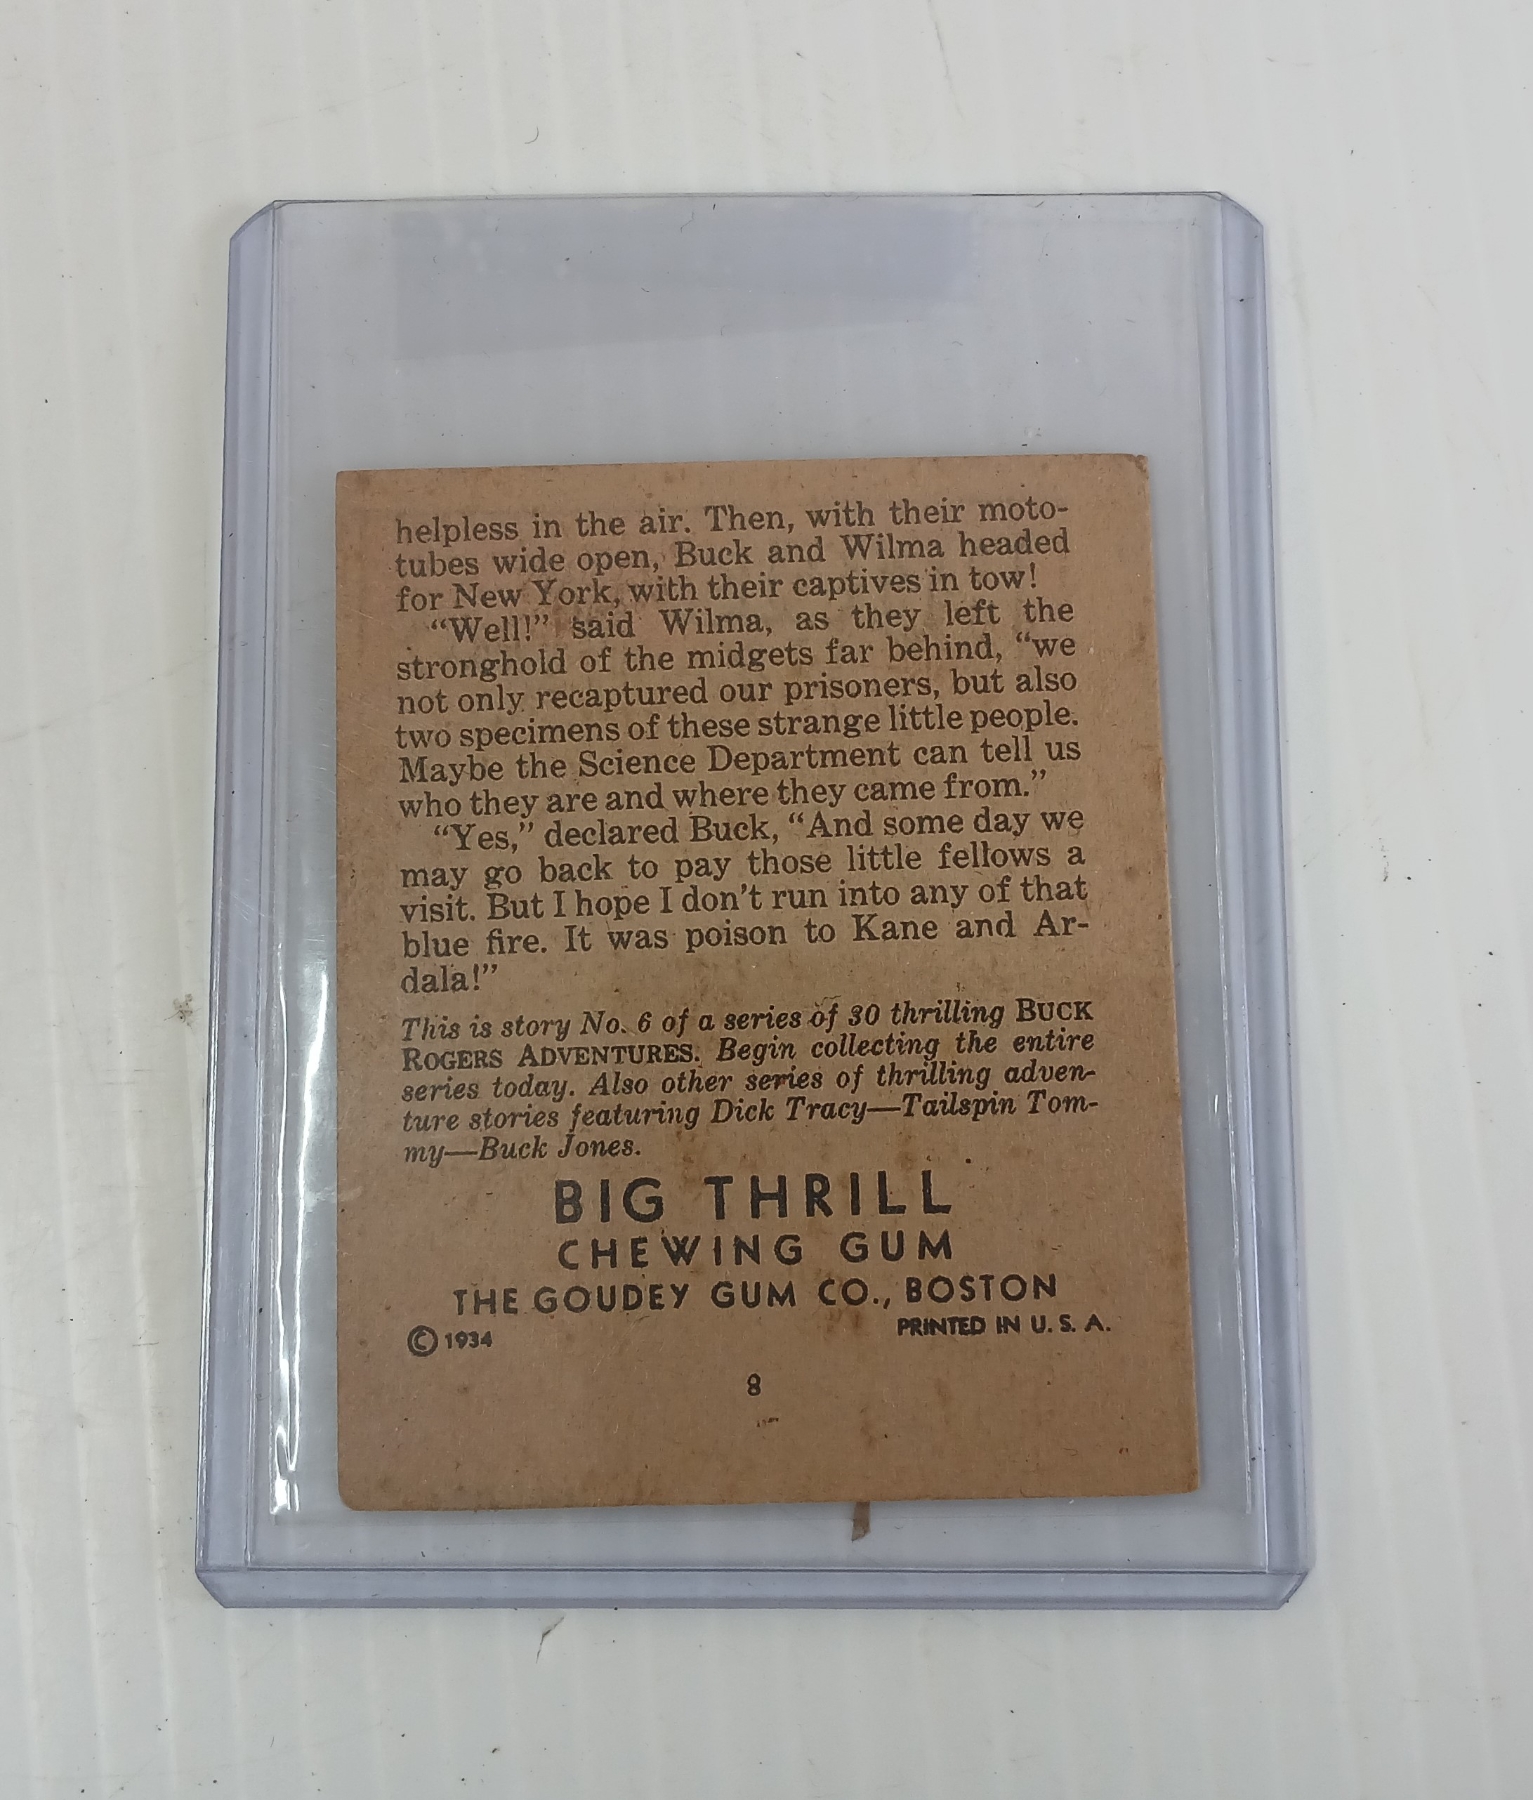 helpless in the air. Then, with their moto-
tubes wide open, Buck and Wilma headed
for New York, with their captives in tow!
“Well!” said Wilma, as they left the
stronghold of the midgets far behind, “we
not only recaptured our prisoners, but also
two specimens of these strange little people.
Maybe the Science Department can tell us
who they are and where they came from.”
“Yes,” declared Buck, “And some day we
may go back to pay those little fellows a
visit. But I hope I don’t run into any of that
blue fire. It was poison to Kane and Ar-
dala!”
This is story No. 6 of a series of 30 thrilling BUCK
ROGERS ADVENTURES. Begin collecting the entire
series today. Also other series of thrilling adven-
ture stories featuring Dick Tracy—Tailspin Tom-
my—Buck Jones.
BIG THRILL
CHEWING GUM
THE GOUDEY GUM CO., BOSTON
© 1934 PRINTED IN U. S. A.
8